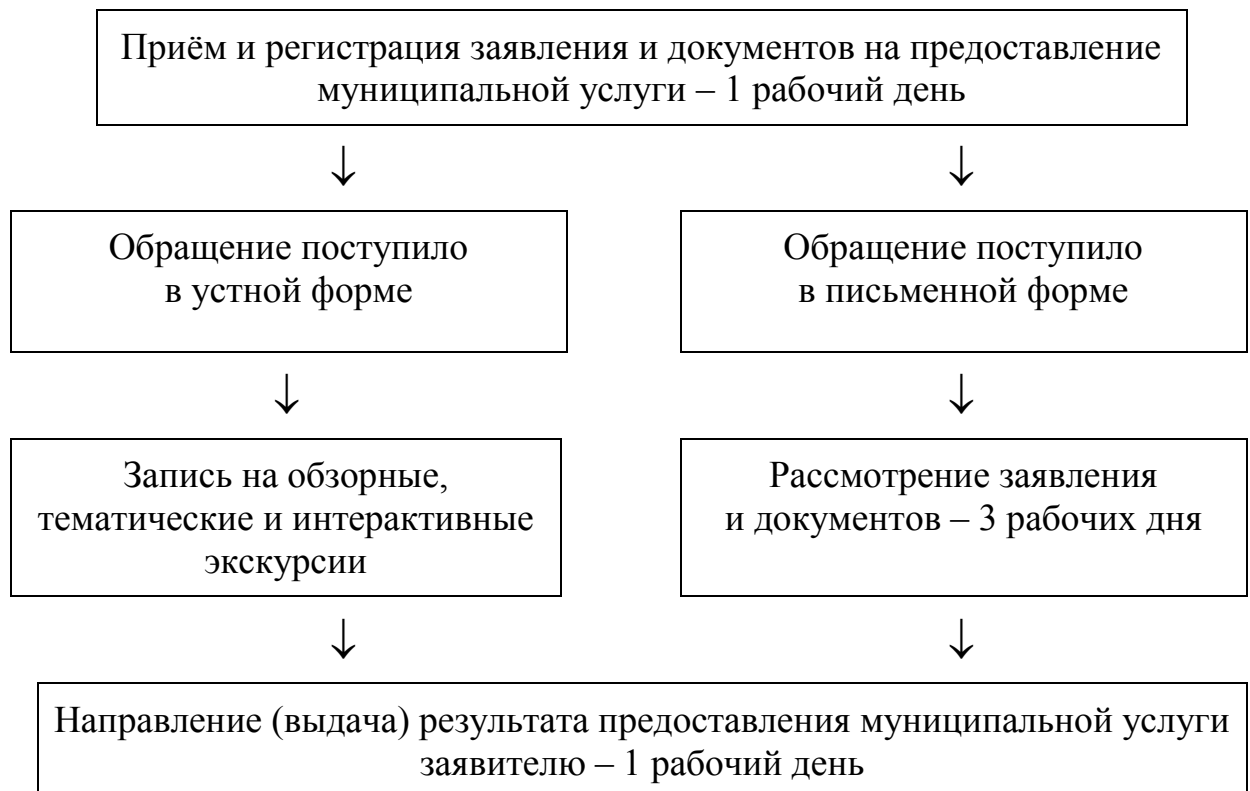 Приём и регистрация заявления и документов на предоставление
муниципальной услуги – 1 рабочий день
↓ ↓
Обращение поступило
в устной форме
Обращение поступило
в письменной форме
↓ ↓
Запись на обзорные,
тематические и интерактивные
экскурсии
Рассмотрение заявления
и документов – 3 рабочих дня
↓ ↓
Направление (выдача) результата предоставления муниципальной услуги
заявителю – 1 рабочий день